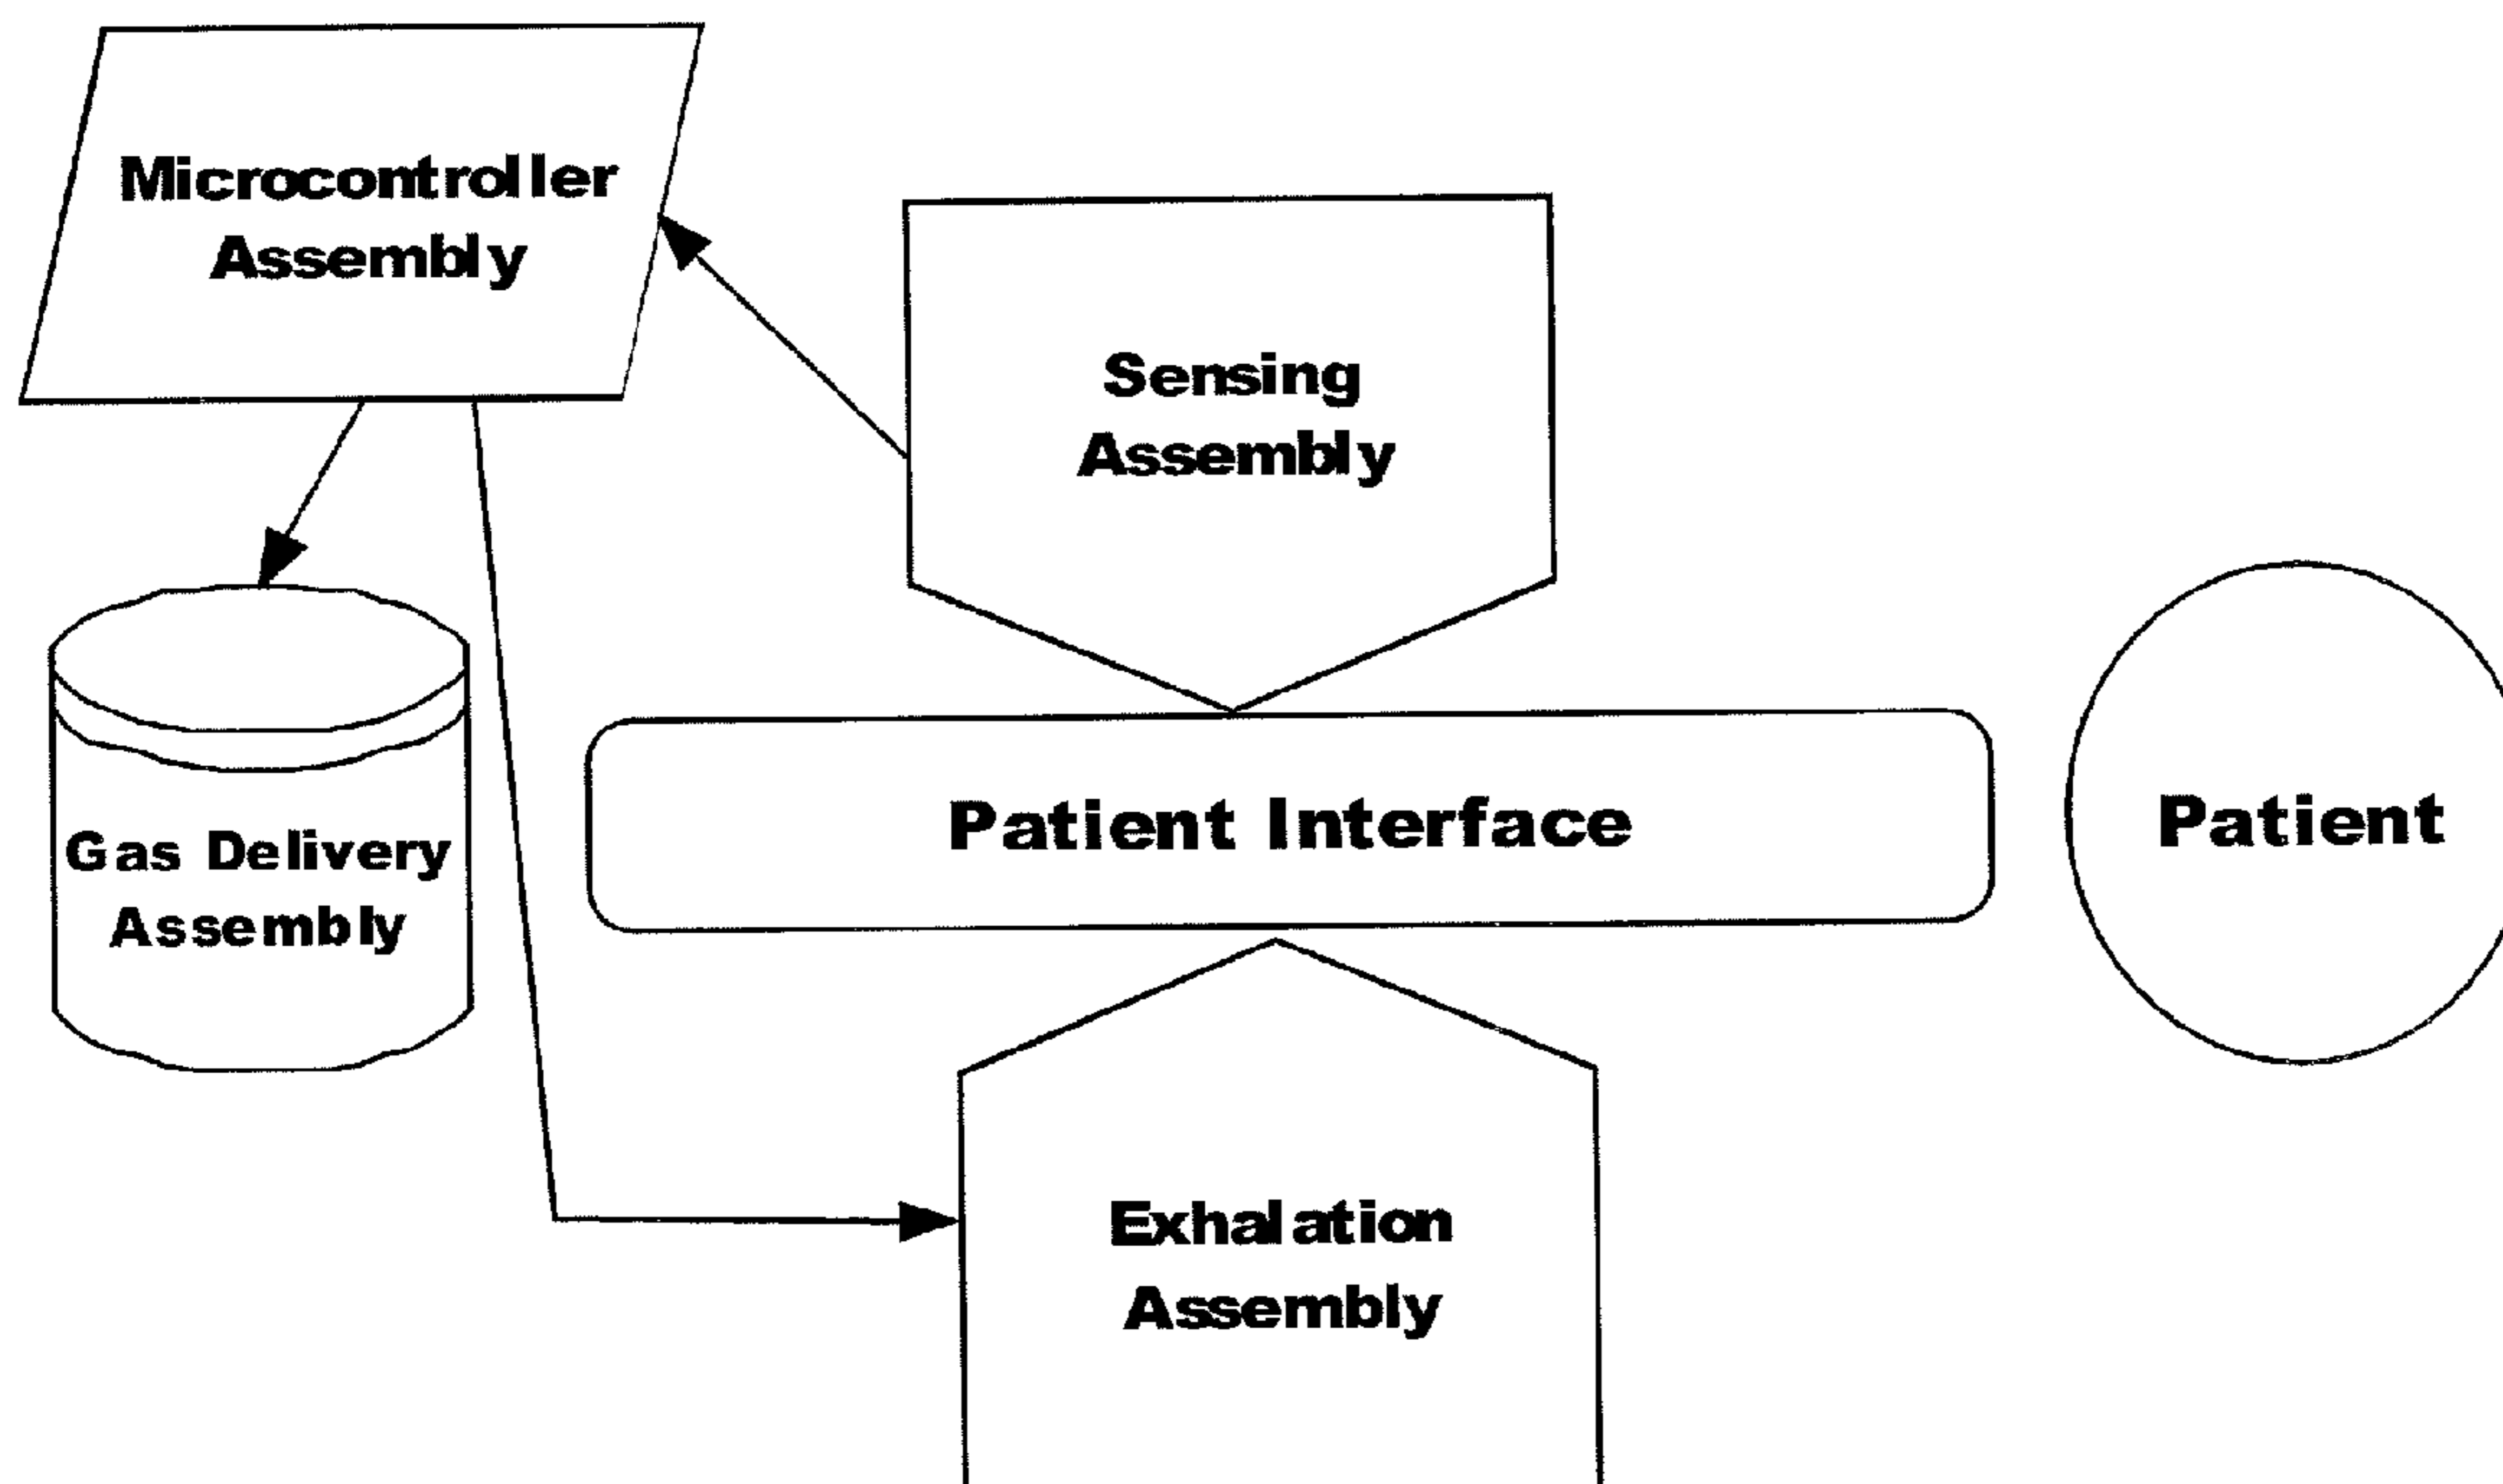 Microcontroller
Assembly
Sensing
Assembly
Gas Delivery
Assembly
Patient Interface
Patient
Exhalation
Assembly